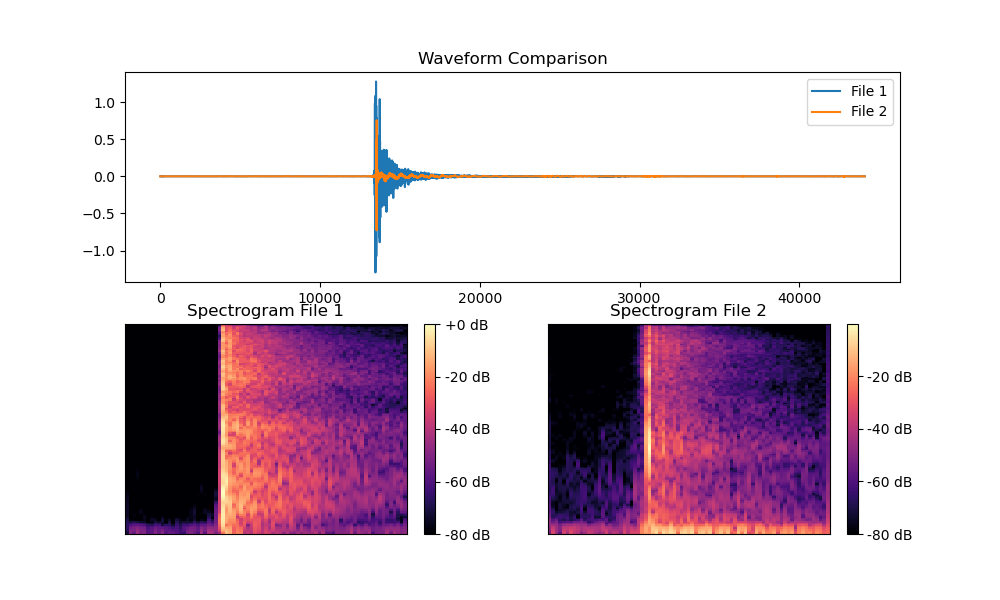 Waveform Comparison
1.0
0.5
0.0
−0.5
−1.0
File 1
File 2
0 10000 20000 30000 40000
Spectrogram File 1
+0 dB
-20 dB
-40 dB
-60 dB
-80 dB
Spectrogram File 2
-20 dB
-40 dB
-60 dB
-80 dB